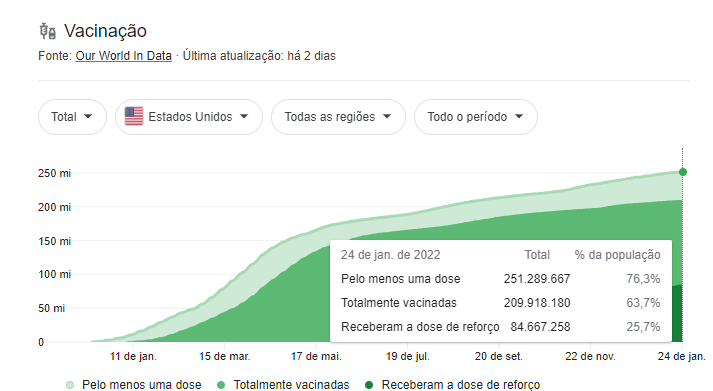 Vacinação
Fonte: Our World In Data · Última atualização: há 2 dias
Total
Estados Unidos
Todas as regiões
Todo o período
250 mi
200 mi
150 mi
100 mi
50 mi
0
24 de jan. de 2022 Total % da população
Pelo menos uma dose 251.289.667 76,3%
Totalmente vacinadas 209.918.180 63,7%
Receberam a dose de reforço 84.667.258 25,7%
11 de jan. 15 de mar. 17 de mai. 19 de jul. 20 de set. 22 de nov. 24 de jan.
Pelo menos uma dose Totalmente vacinadas Receberam a dose de reforço